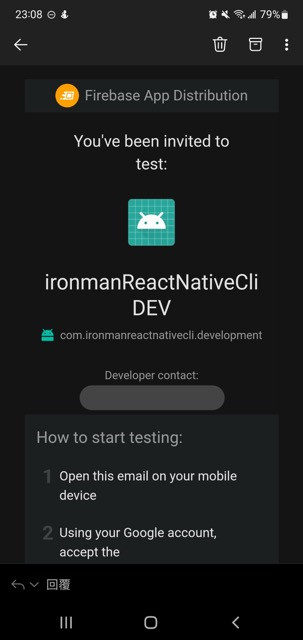 23:08
79%
Firebase App Distribution
You've been invited to
test:
ironmanReactNativeCli
DEV
com.ironmanreactnativecli.development
Developer contact:
How to start testing:
1 Open this email on your mobile
device
2 Using your Google account,
accept the
回覆